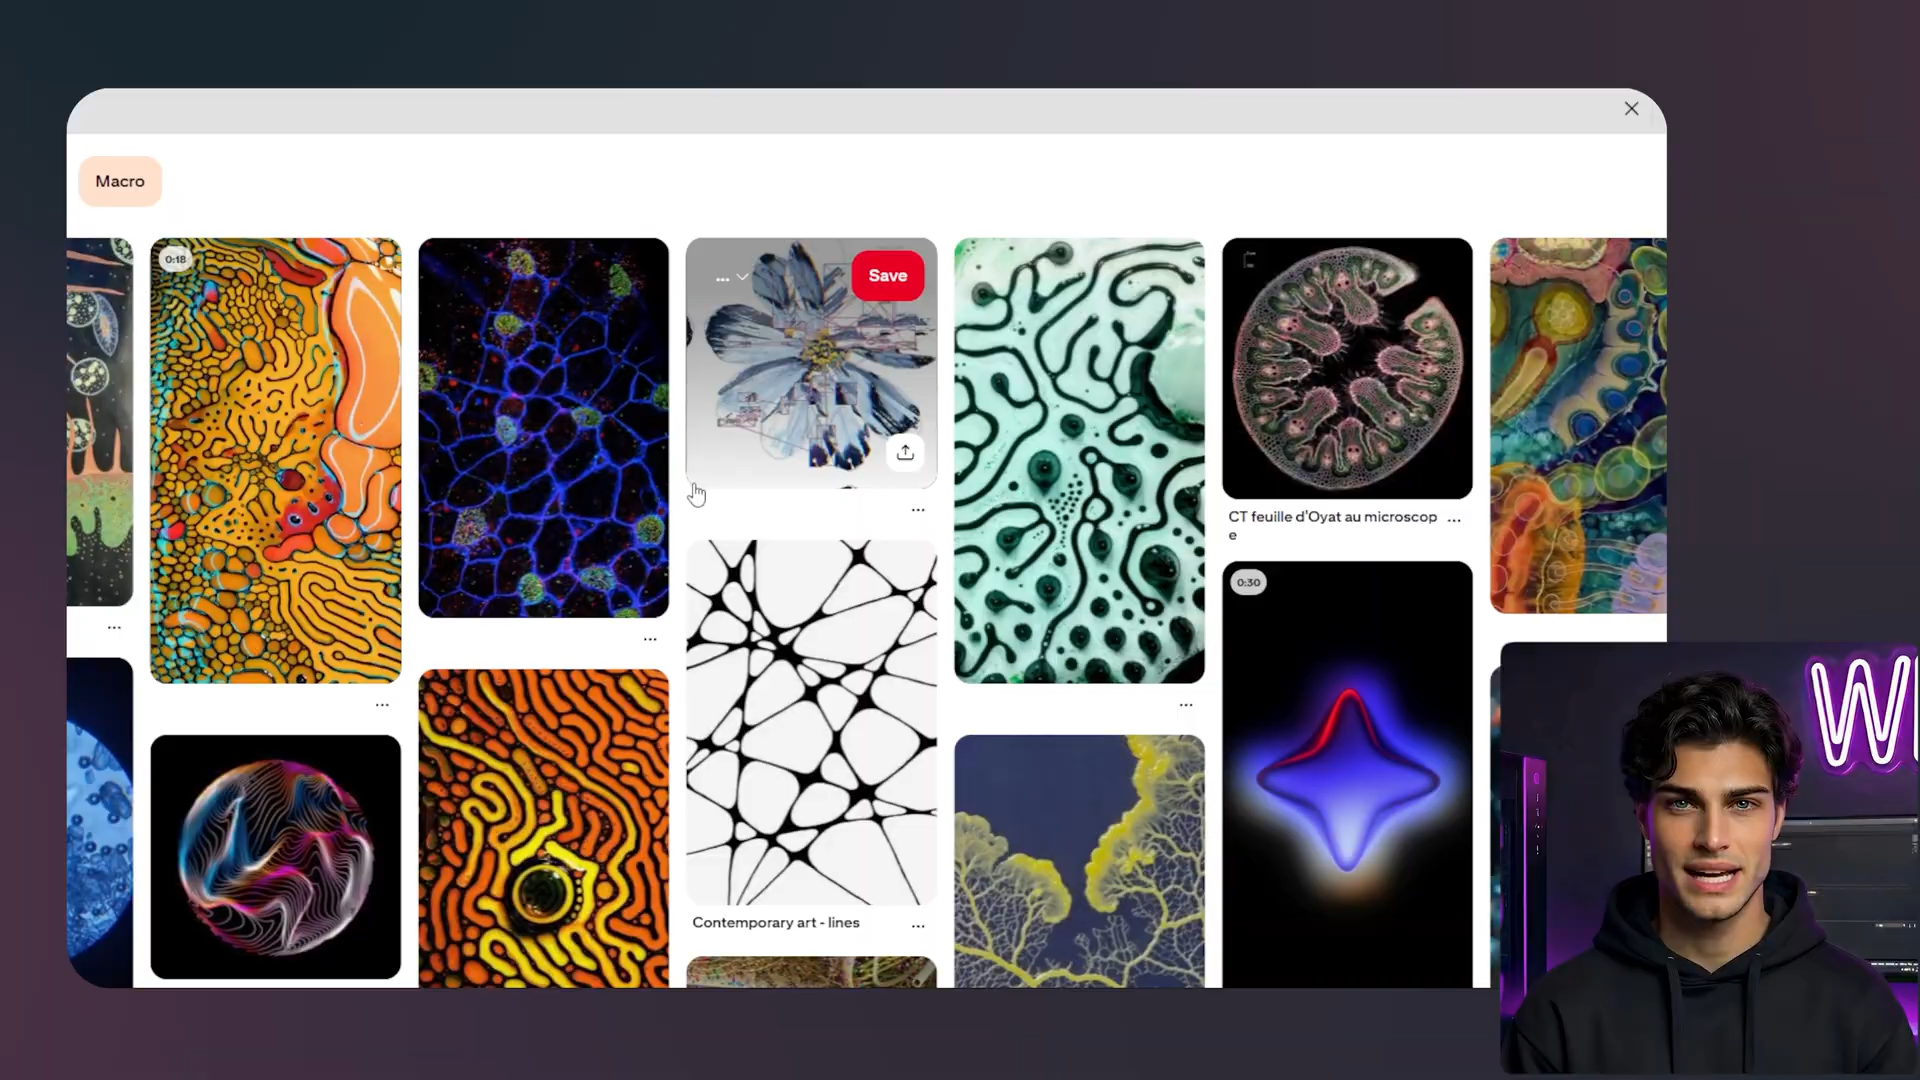 Macro
0:18
Save
CT feuille d'Oyat au microscop
e
0:30
Contemporary art - lines
W